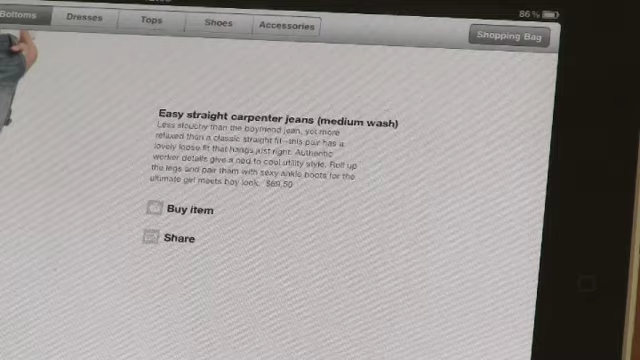 86%
Bottoms Dresses Tops Shoes Accessories Shopping Bag
Easy straight carpenter jeans (medium wash)
Less slouchy than the boyfriend jean, yet more
relaxed than a classic straight fit--this pair has a
lovely loose fit that hangs just right. Authentic
worker details give a nod to cool utility style. Roll up
the legs and pair them with sexy ankle boots for the
ultimate girl meets boy look. $69.50
Buy item
Share